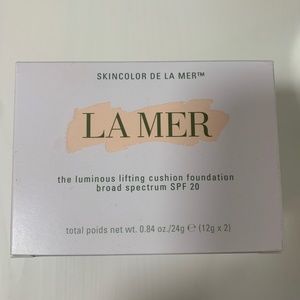 SKINCOLOR DE LA MER™
LA MER
the luminous lifting cushion foundation
broad spectrum SPF 20
total poids net wt. 0.84 oz./24g ℮ (12g x 2)